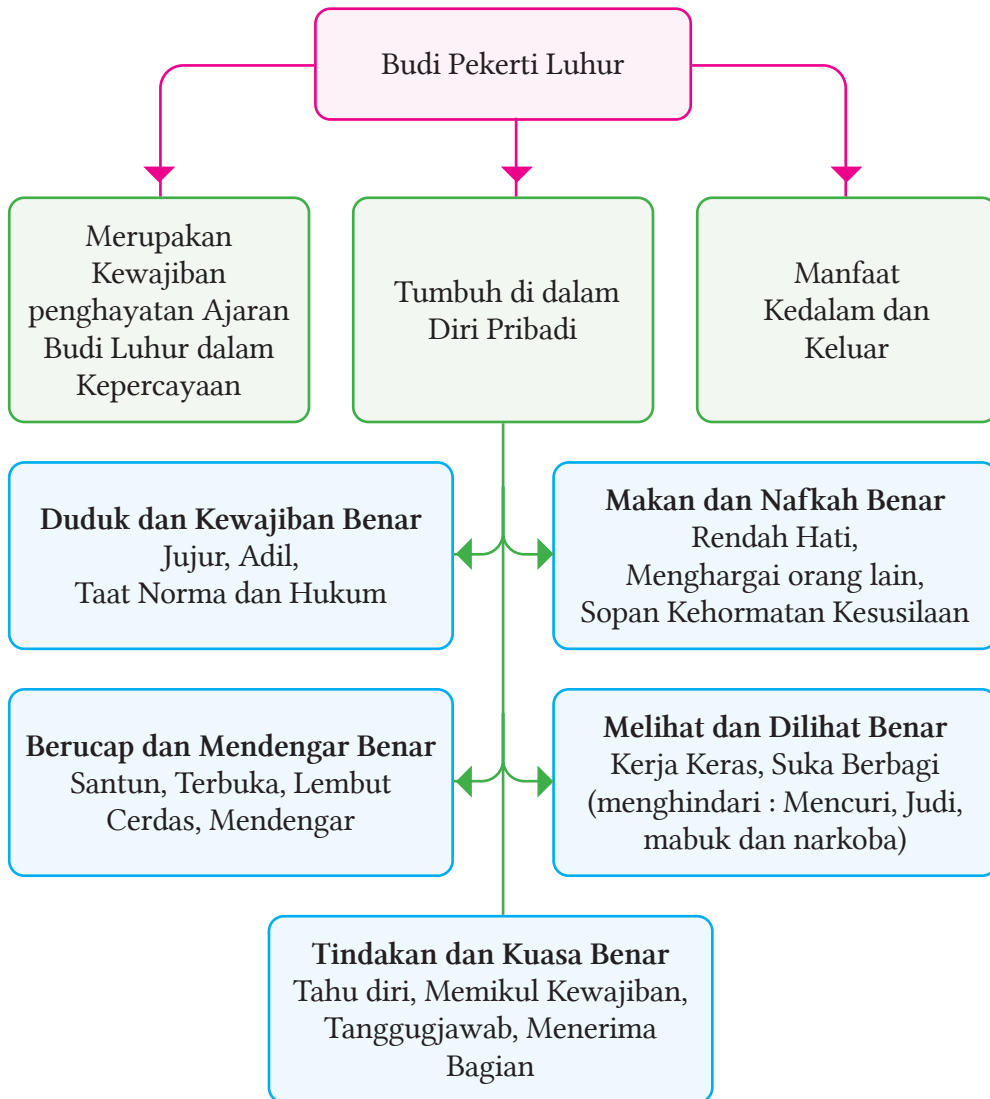 Budi Pekerti Luhur
Merupakan
Kewajiban
penghayatan Ajaran
Budi Luhur dalam
Kepercayaan
Tumbuh di dalam
Diri Pribadi
Manfaat
Kedalam dan
Keluar
Duduk dan Kewajiban Benar
Jujur, Adil,
Taat Norma dan Hukum
Makan dan Nafkah Benar
Rendah Hati,
Menghargai orang lain,
Sopan Kehormatan Kesusilaan
Berucap dan Mendengar Benar
Santun, Terbuka, Lembut
Cerdas, Mendengar
Melihat dan Dilihat Benar
Kerja Keras, Suka Berbagi
(menghindari : Mencuri, Judi,
mabuk dan narkoba)
Tindakan dan Kuasa Benar
Tahu diri, Memikul Kewajiban,
Tanggugjawab, Menerima
Bagian